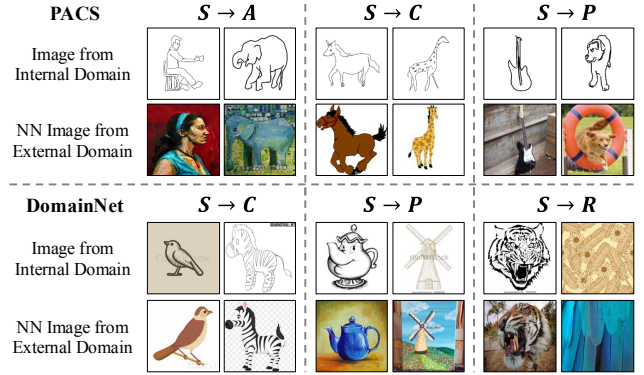 PACS
S → A
S → C
S → P
Image from
Internal Domain
NN Image from
External Domain
DomainNet
S → C
S → P
S → R
Image from
Internal Domain
NN Image from
External Domain